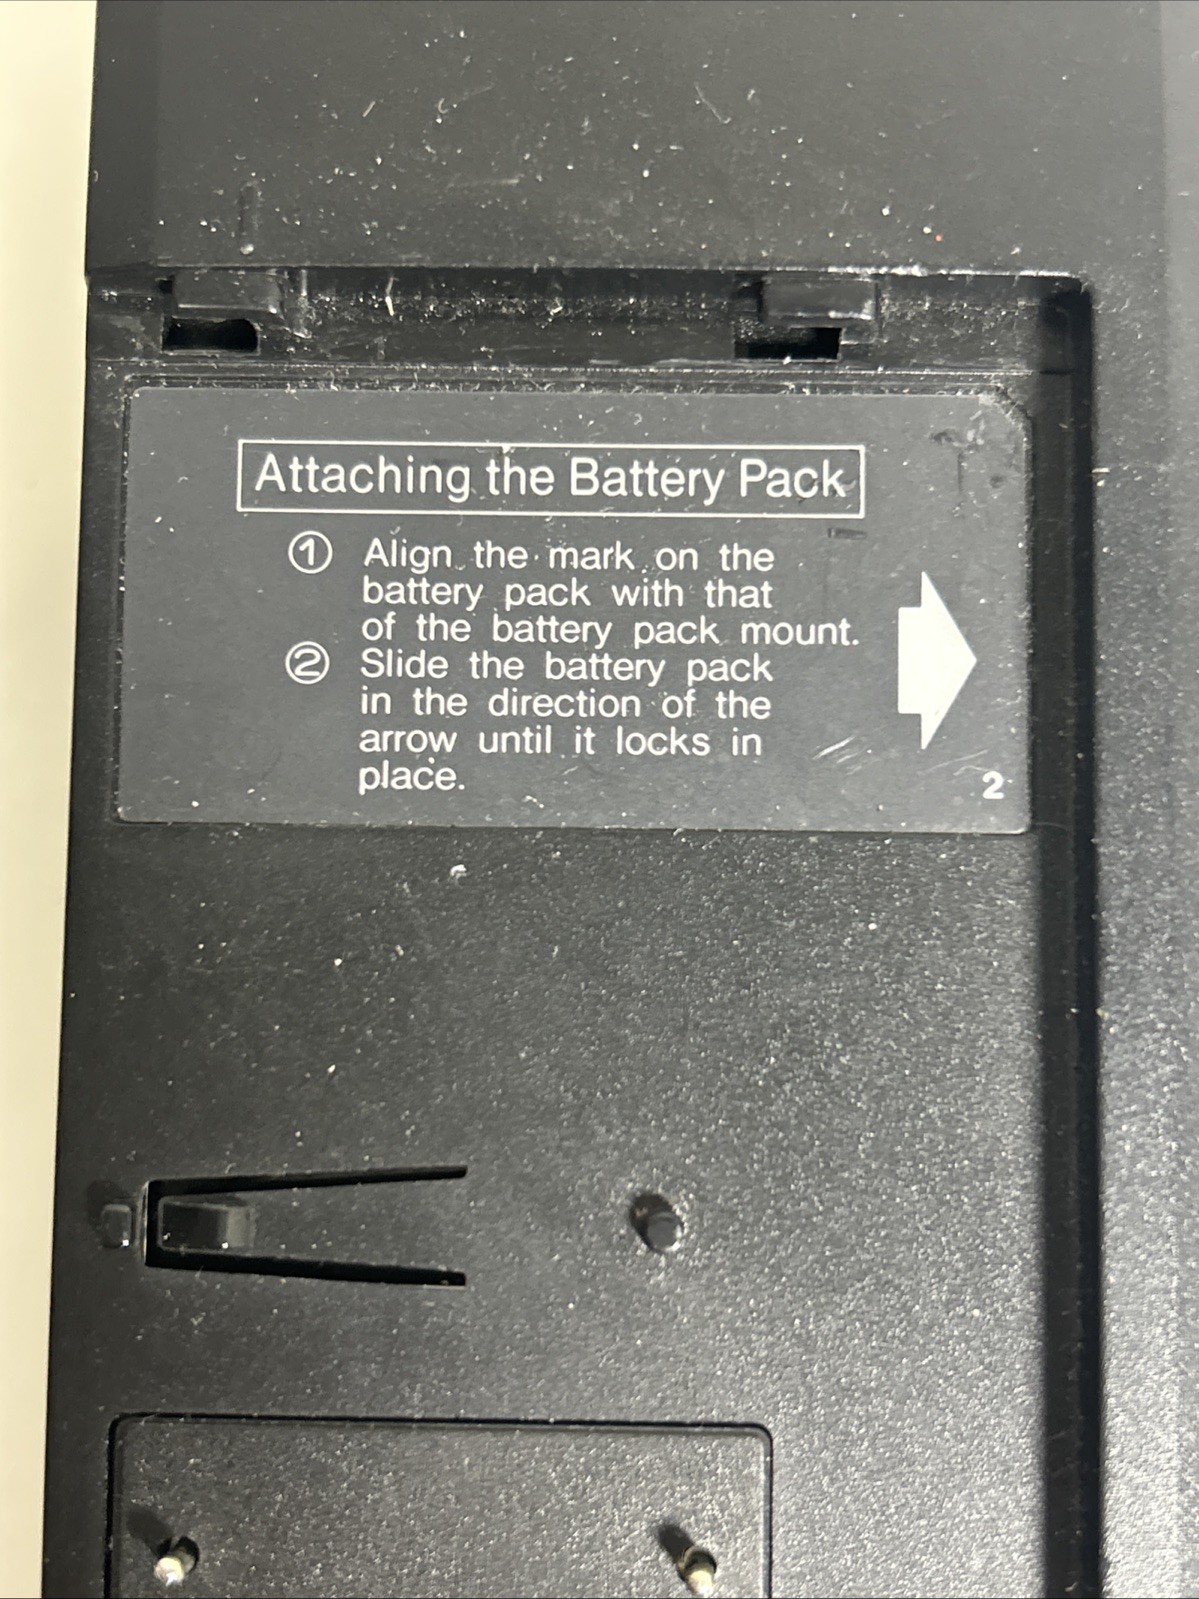 Attaching the Battery Pack
① Align the mark on the
battery pack with that
of the battery pack mount.
② Slide the battery pack
in the direction of the
arrow until it locks in
place.
2